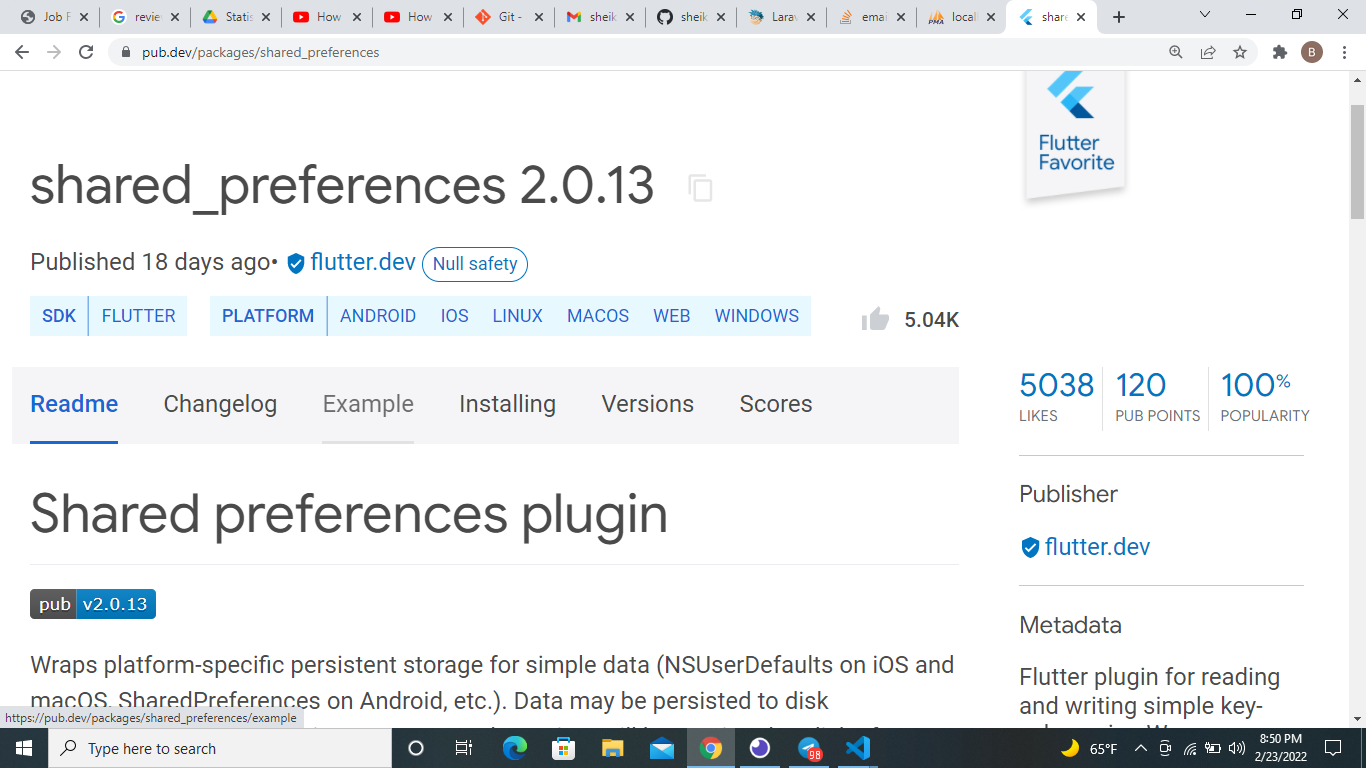 Job F
review
Statis
How
How
Git -
sheik
sheik
Larav
emai
local
share
pub.dev/packages/shared_preferences
B
Flutter
Favorite
shared_preferences 2.0.13
Published 18 days ago• flutter.dev Null safety
SDK FLUTTER PLATFORM ANDROID IOS LINUX MACOS WEB WINDOWS 5.04K
5038 120 100%
LIKES PUB POINTS POPULARITY
Readme Changelog Example Installing Versions Scores
Publisher
flutter.dev
Metadata
Flutter plugin for reading
and writing simple key-
Shared preferences plugin
pub v2.0.13
Wraps platform-specific persistent storage for simple data (NSUserDefaults on iOS and
macOS, SharedPreferences on Android, etc.). Data may be persisted to disk
https://pub.dev/packages/shared_preferences/example
Type here to search
98
65°F
8:50 PM
2/23/2022